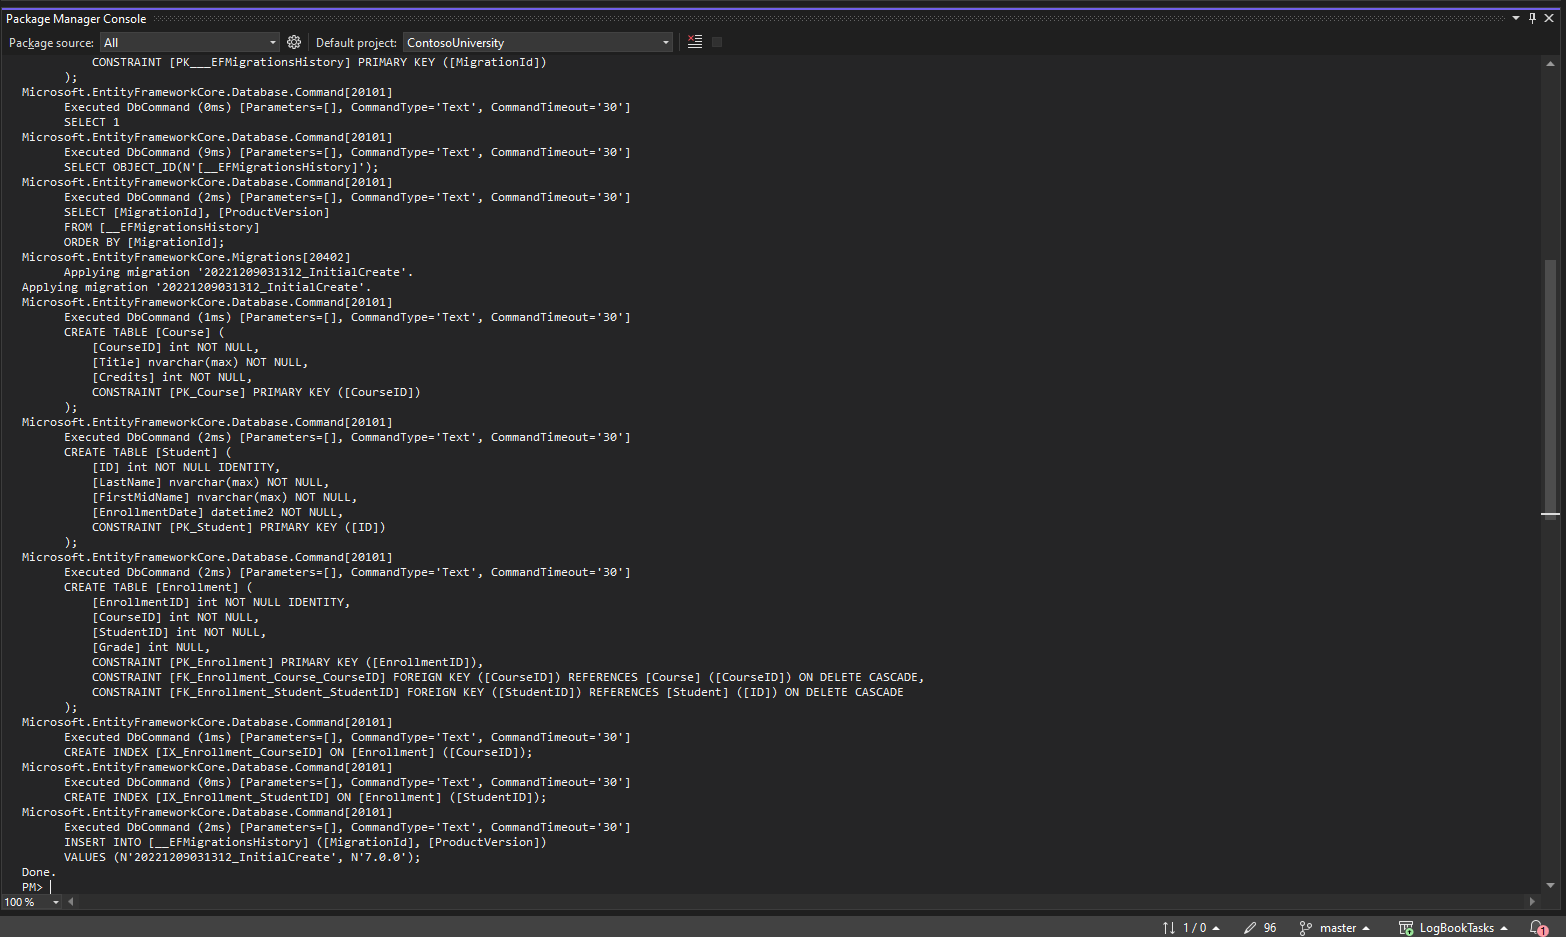 Package Manager Console
Package source: All Default project: ContosoUniversity
CONSTRAINT [PK___EFMigrationsHistory] PRIMARY KEY ([MigrationId])
);
Microsoft.EntityFrameworkCore.Database.Command[20101]
Executed DbCommand (0ms) [Parameters=[], CommandType='Text', CommandTimeout='30']
SELECT 1
Microsoft.EntityFrameworkCore.Database.Command[20101]
Executed DbCommand (9ms) [Parameters=[], CommandType='Text', CommandTimeout='30']
SELECT OBJECT_ID(N'[__EFMigrationsHistory]');
Microsoft.EntityFrameworkCore.Database.Command[20101]
Executed DbCommand (2ms) [Parameters=[], CommandType='Text', CommandTimeout='30']
SELECT [MigrationId], [ProductVersion]
FROM [__EFMigrationsHistory]
ORDER BY [MigrationId];
Microsoft.EntityFrameworkCore.Migrations[20402]
Applying migration '20221209031312_InitialCreate'.
Applying migration '20221209031312_InitialCreate'.
Microsoft.EntityFrameworkCore.Database.Command[20101]
Executed DbCommand (1ms) [Parameters=[], CommandType='Text', CommandTimeout='30']
CREATE TABLE [Course] (
[CourseID] int NOT NULL,
[Title] nvarchar(max) NOT NULL,
[Credits] int NOT NULL,
CONSTRAINT [PK_Course] PRIMARY KEY ([CourseID])
);
Microsoft.EntityFrameworkCore.Database.Command[20101]
Executed DbCommand (2ms) [Parameters=[], CommandType='Text', CommandTimeout='30']
CREATE TABLE [Student] (
[ID] int NOT NULL IDENTITY,
[LastName] nvarchar(max) NOT NULL,
[FirstMidName] nvarchar(max) NOT NULL,
[EnrollmentDate] datetime2 NOT NULL,
CONSTRAINT [PK_Student] PRIMARY KEY ([ID])
);
Microsoft.EntityFrameworkCore.Database.Command[20101]
Executed DbCommand (2ms) [Parameters=[], CommandType='Text', CommandTimeout='30']
CREATE TABLE [Enrollment] (
[EnrollmentID] int NOT NULL IDENTITY,
[CourseID] int NOT NULL,
[StudentID] int NOT NULL,
[Grade] int NULL,
CONSTRAINT [PK_Enrollment] PRIMARY KEY ([EnrollmentID]),
CONSTRAINT [FK_Enrollment_Course_CourseID] FOREIGN KEY ([CourseID]) REFERENCES [Course] ([CourseID]) ON DELETE CASCADE,
CONSTRAINT [FK_Enrollment_Student_StudentID] FOREIGN KEY ([StudentID]) REFERENCES [Student] ([ID]) ON DELETE CASCADE
);
Microsoft.EntityFrameworkCore.Database.Command[20101]
Executed DbCommand (1ms) [Parameters=[], CommandType='Text', CommandTimeout='30']
CREATE INDEX [IX_Enrollment_CourseID] ON [Enrollment] ([CourseID]);
Microsoft.EntityFrameworkCore.Database.Command[20101]
Executed DbCommand (0ms) [Parameters=[], CommandType='Text', CommandTimeout='30']
CREATE INDEX [IX_Enrollment_StudentID] ON [Enrollment] ([StudentID]);
Microsoft.EntityFrameworkCore.Database.Command[20101]
Executed DbCommand (2ms) [Parameters=[], CommandType='Text', CommandTimeout='30']
INSERT INTO [__EFMigrationsHistory] ([MigrationId], [ProductVersion])
VALUES (N'20221209031312_InitialCreate', N'7.0.0');
Done.
PM>
100 %
1 / 0 96 master LogBookTasks 1